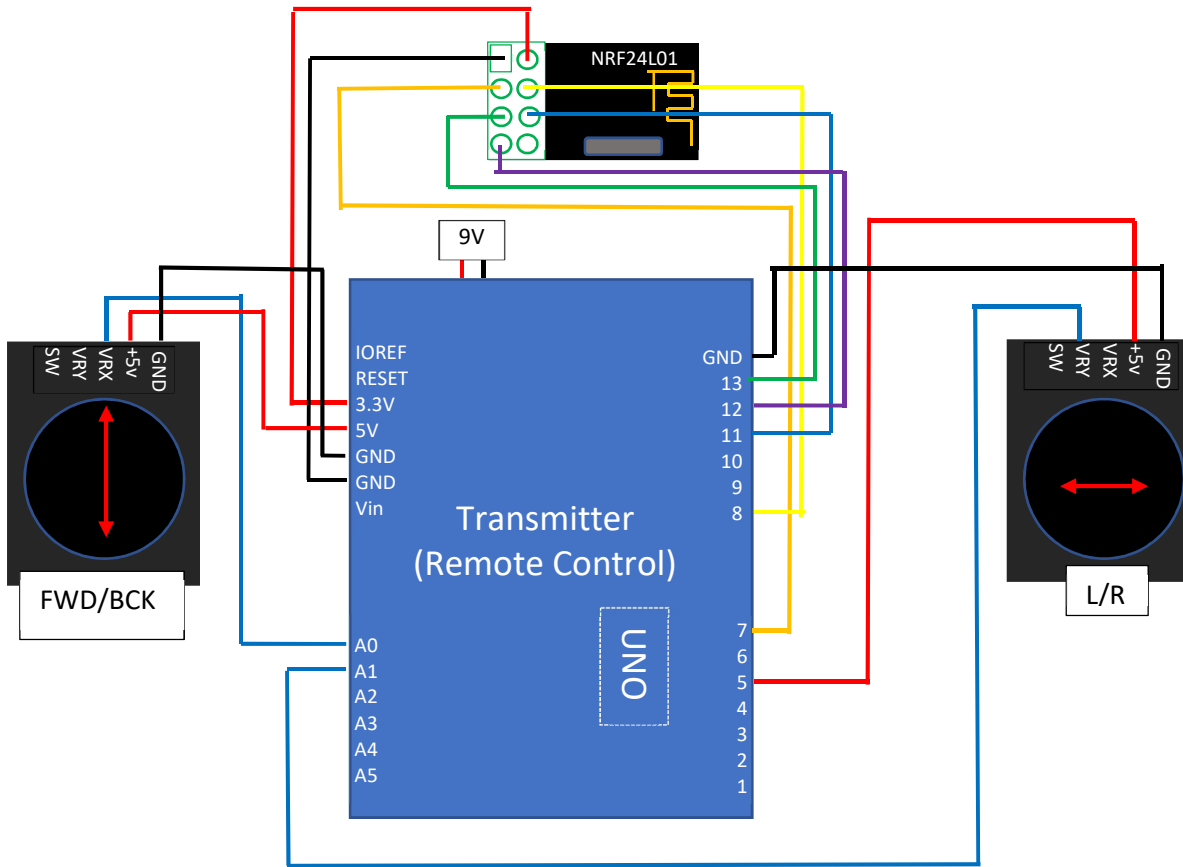 NRF24L01
9V
SW
VRY
VRX
+5v
GND
FWD/BCK
IOREF
RESET
3.3V
5V
GND
GND
Vin
A0
A1
A2
A3
A4
A5
Transmitter
(Remote Control)
UNO
GND
13
12
11
10
9
8
7
6
5
4
3
2
1
SW
VRY
VRX
+5v
GND
L/R